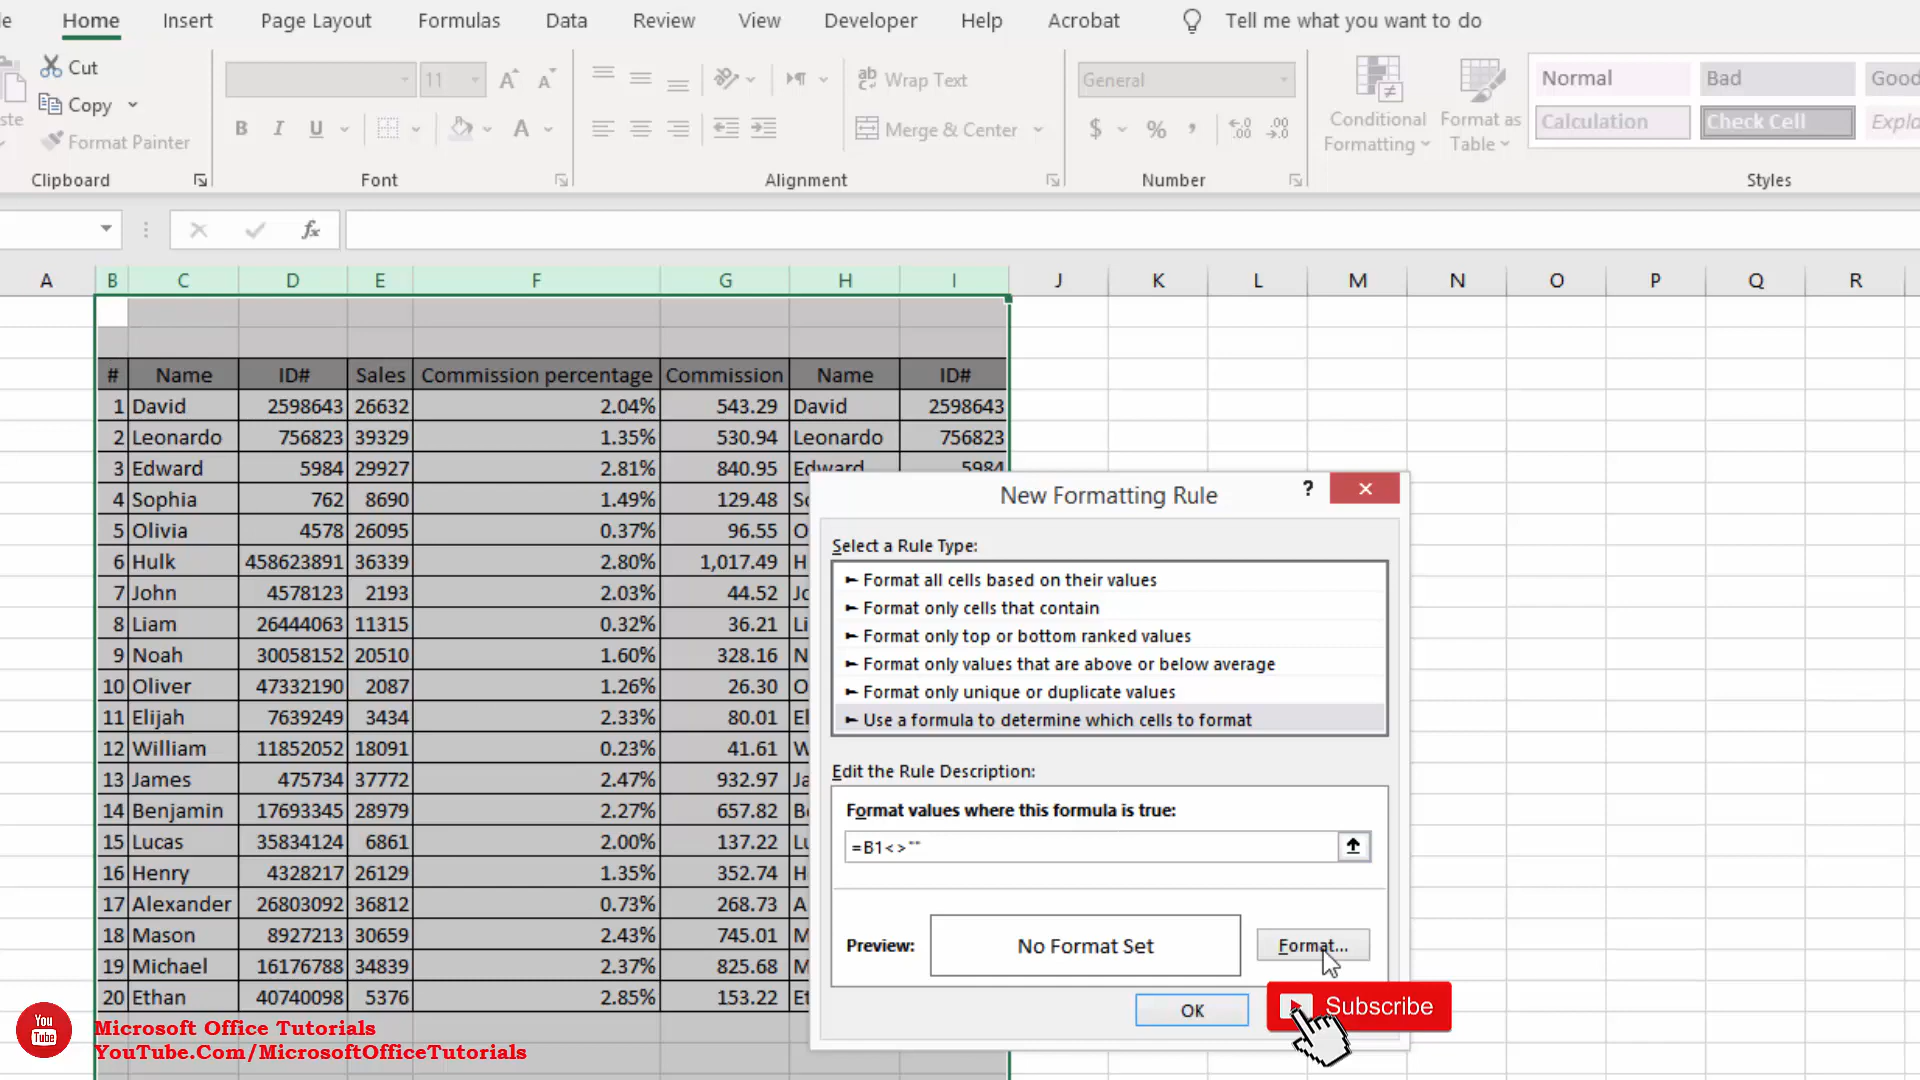 Home Insert Page Layout Formulas Data Review View Developer Help Acrobat Tell me what you want to do
Cut
Copy
Format Painter
Clipboard
11
B I U A
Font
Wrap Text
Merge & Center
Alignment
General
$ % ,
Number
Conditional Formatting
Format as Table
Normal Bad Good
Calculation Check Cell
Styles
fx
A B C D E F G H I J K L M N O P Q R
# Name ID# Sales Commission percentage Commission Name ID#
1 David 2598643 26632 2.04% 543.29 David 2598643
2 Leonardo 756823 39329 1.35% 530.94 Leonardo 756823
3 Edward 5984 29927 2.81% 840.95 Edward 5984
4 Sophia 762 8690 1.49% 129.48
5 Olivia 4578 26095 0.37% 96.55
6 Hulk 458623891 36339 2.80% 1,017.49
7 John 4578123 2193 2.03% 44.52
8 Liam 26444063 11315 0.32% 36.21
9 Noah 30058152 20510 1.60% 328.16
10 Oliver 47332190 2087 1.26% 26.30
11 Elijah 7639249 3434 2.33% 80.01
12 William 11852052 18091 0.23% 41.61
13 James 475734 37772 2.47% 932.97
14 Benjamin 17693345 28979 2.27% 657.82
15 Lucas 35834124 6861 2.00% 137.22
16 Henry 4328217 26129 1.35% 352.74
17 Alexander 26803092 36812 0.73% 268.73
18 Mason 8927213 30659 2.43% 745.01
19 Michael 16176788 34839 2.37% 825.68
20 Ethan 40740098 5376 2.85% 153.22
New Formatting Rule
?
Select a Rule Type:
► Format all cells based on their values
► Format only cells that contain
► Format only top or bottom ranked values
► Format only values that are above or below average
► Format only unique or duplicate values
► Use a formula to determine which cells to format
Edit the Rule Description:
Format values where this formula is true:
=B1<>""
Preview:
No Format Set
Format...
OK
Subscribe
You
Tube
Microsoft Office Tutorials
YouTube.Com/MicrosoftOfficeTutorials